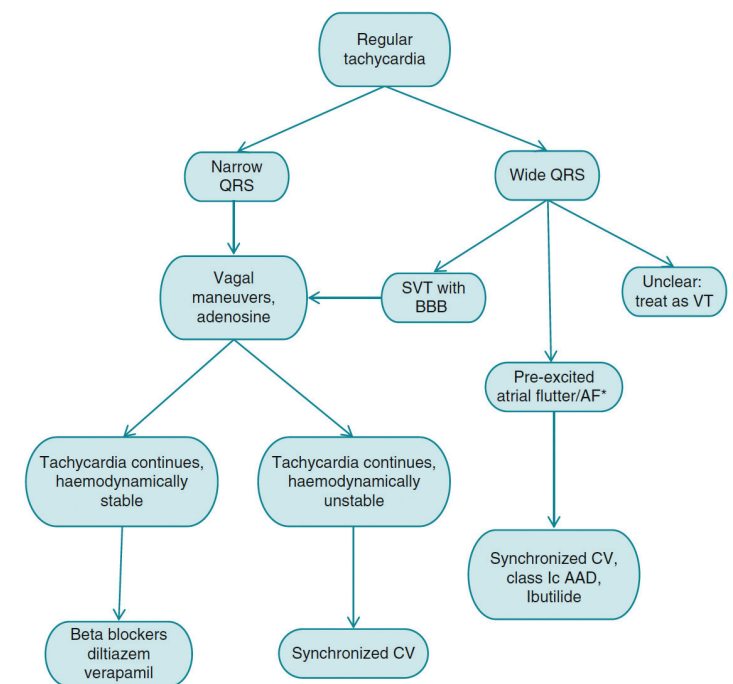 Regular
tachycardia
Narrow
QRS
Wide QRS
Vagal
maneuvers,
adenosine
SVT with
BBB
Unclear:
treat as VT
Pre-excited
atrial flutter/AF*
Tachycardia continues,
haemodynamically
stable
Tachycardia continues,
haemodynamically
unstable
Synchronized CV,
class Ic AAD,
Ibutilide
Beta blockers
diltiazem
verapamil
Synchronized CV